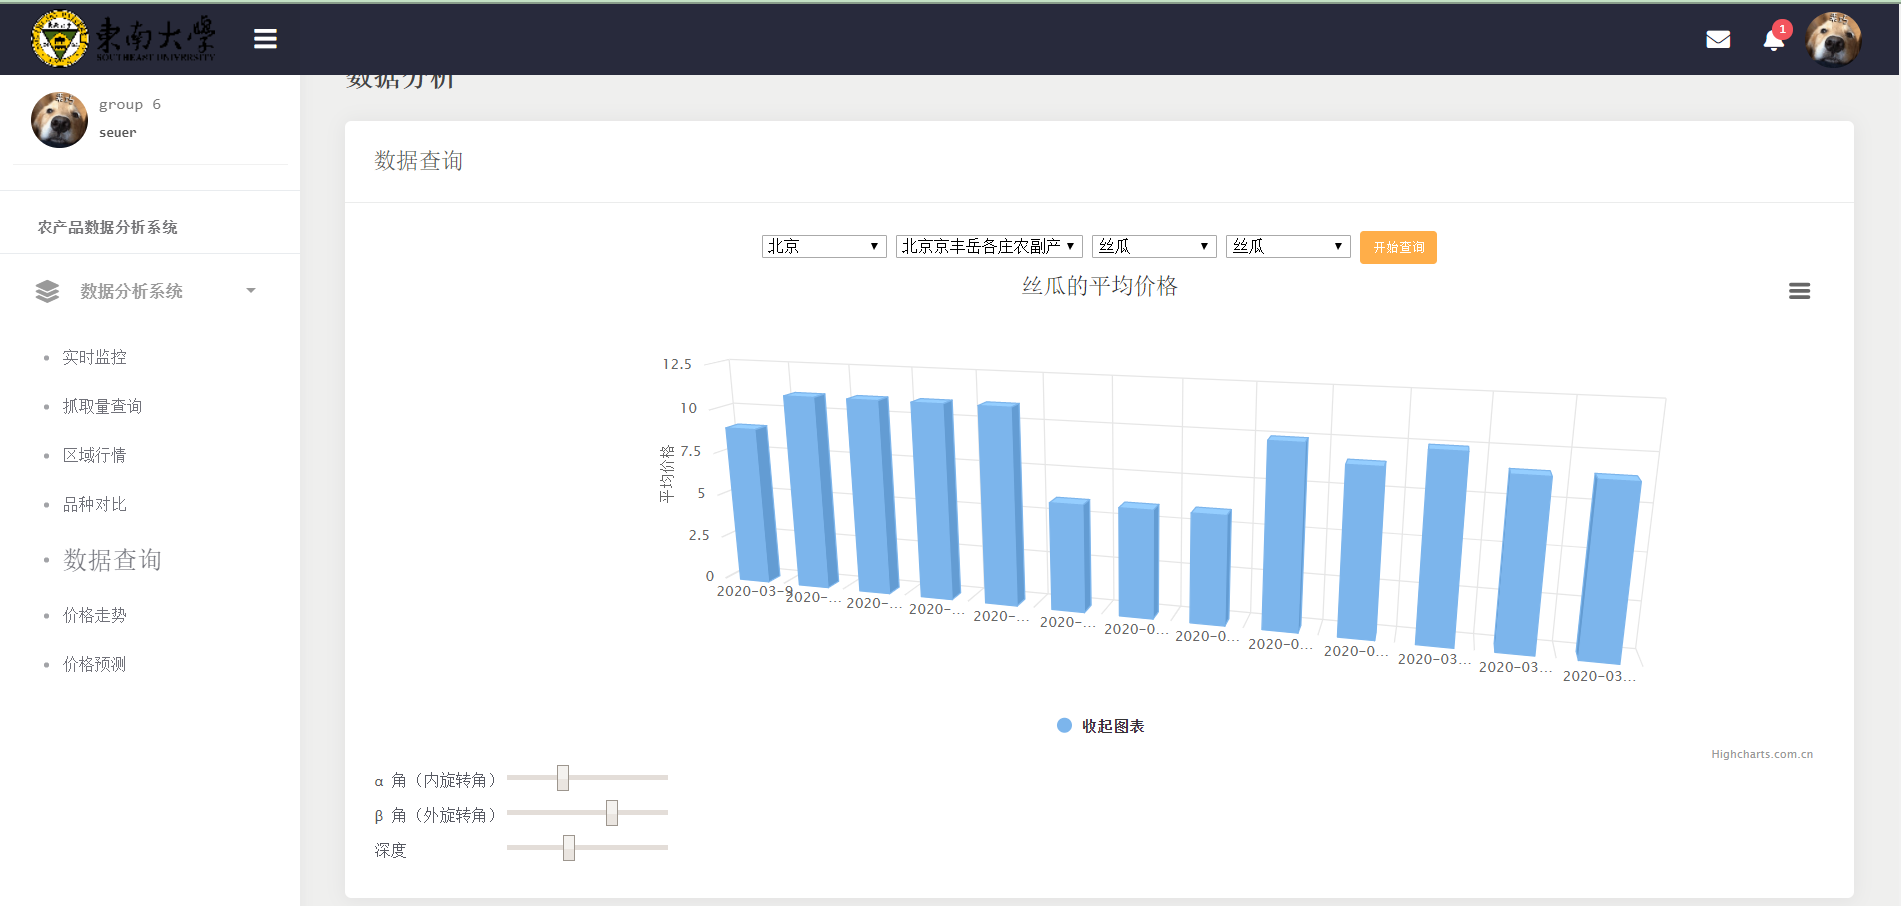 東南大學
SOUTHEAST UNIVERSITY
1
group 6
seuer
农产品数据分析系统
数据分析系统
实时监控
抓取量查询
区域行情
品种对比
数据查询
价格走势
价格预测
数据分析
数据查询
北京
北京京丰岳各庄农副产
丝瓜
丝瓜
开始查询
丝瓜的平均价格
平均价格
12.5
10
7.5
5
2.5
0
2020-03-9
2020-...
2020-...
2020-...
2020-...
2020-...
2020-0...
2020-0...
2020-0...
2020-0...
2020-03...
2020-03...
2020-03...
收起图表
Highcharts.com.cn
α 角（内旋转角）
β 角（外旋转角）
深度